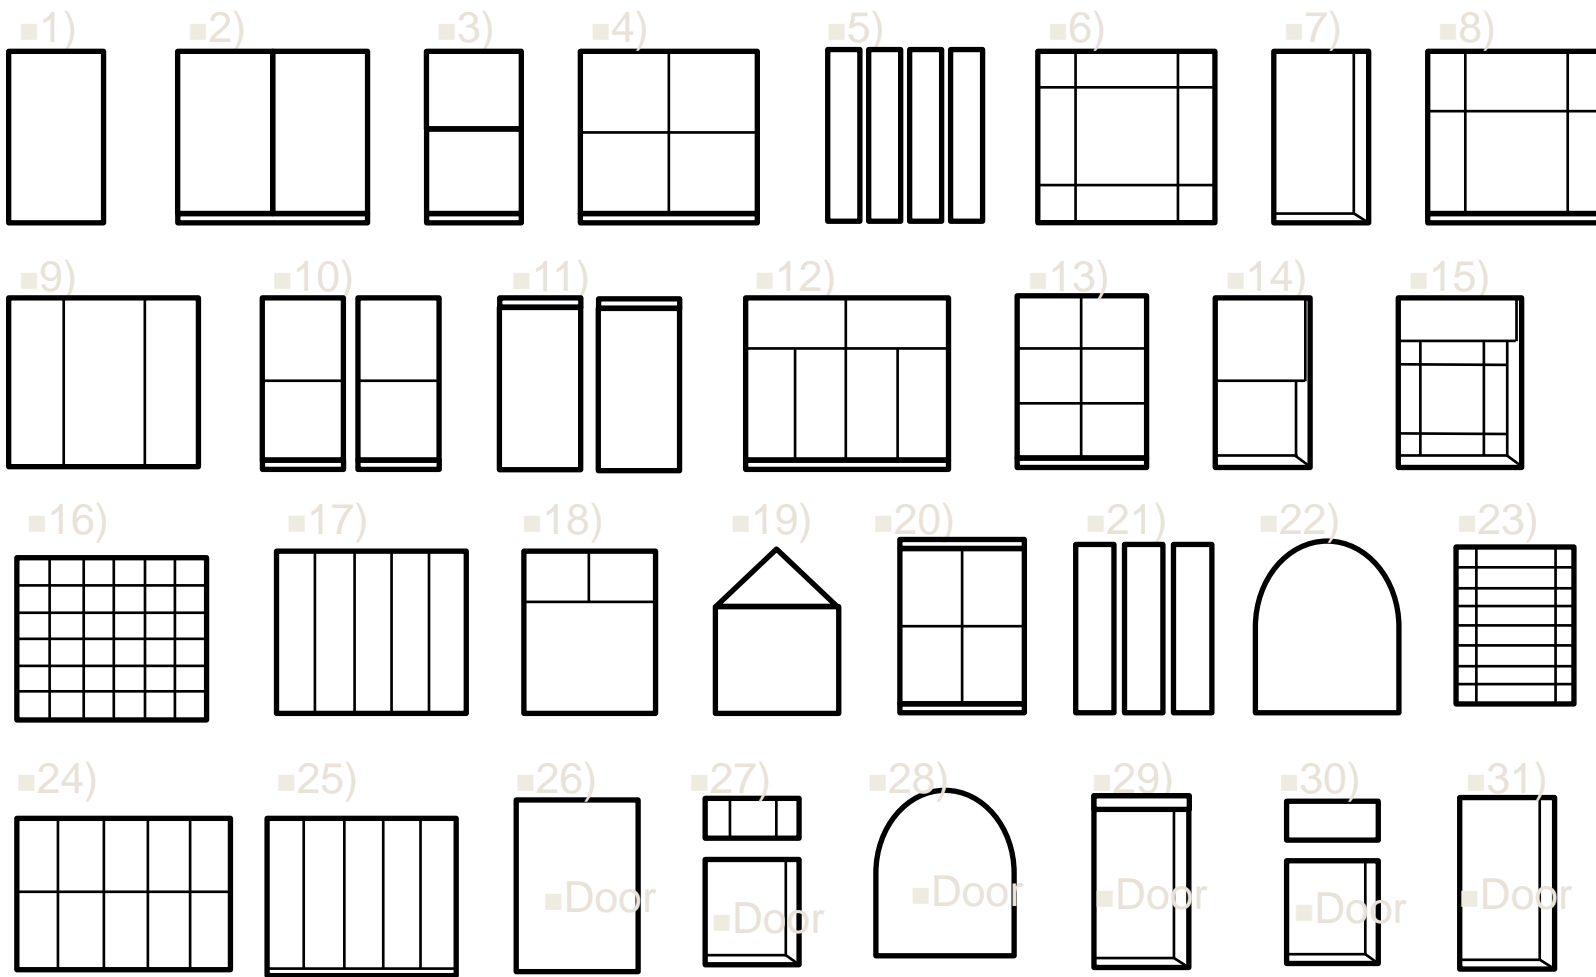 ■1) ■2) ■3) ■4) ■5) ■6) ■7) ■8)
■9) ■10) ■11) ■12) ■13) ■14) ■15)
■16) ■17) ■18) ■19) ■20) ■21) ■22) ■23)
■24) ■25) ■26) ■27) ■28) ■29) ■30) ■31)
■Door ■Door ■Door ■Door ■Door ■Door